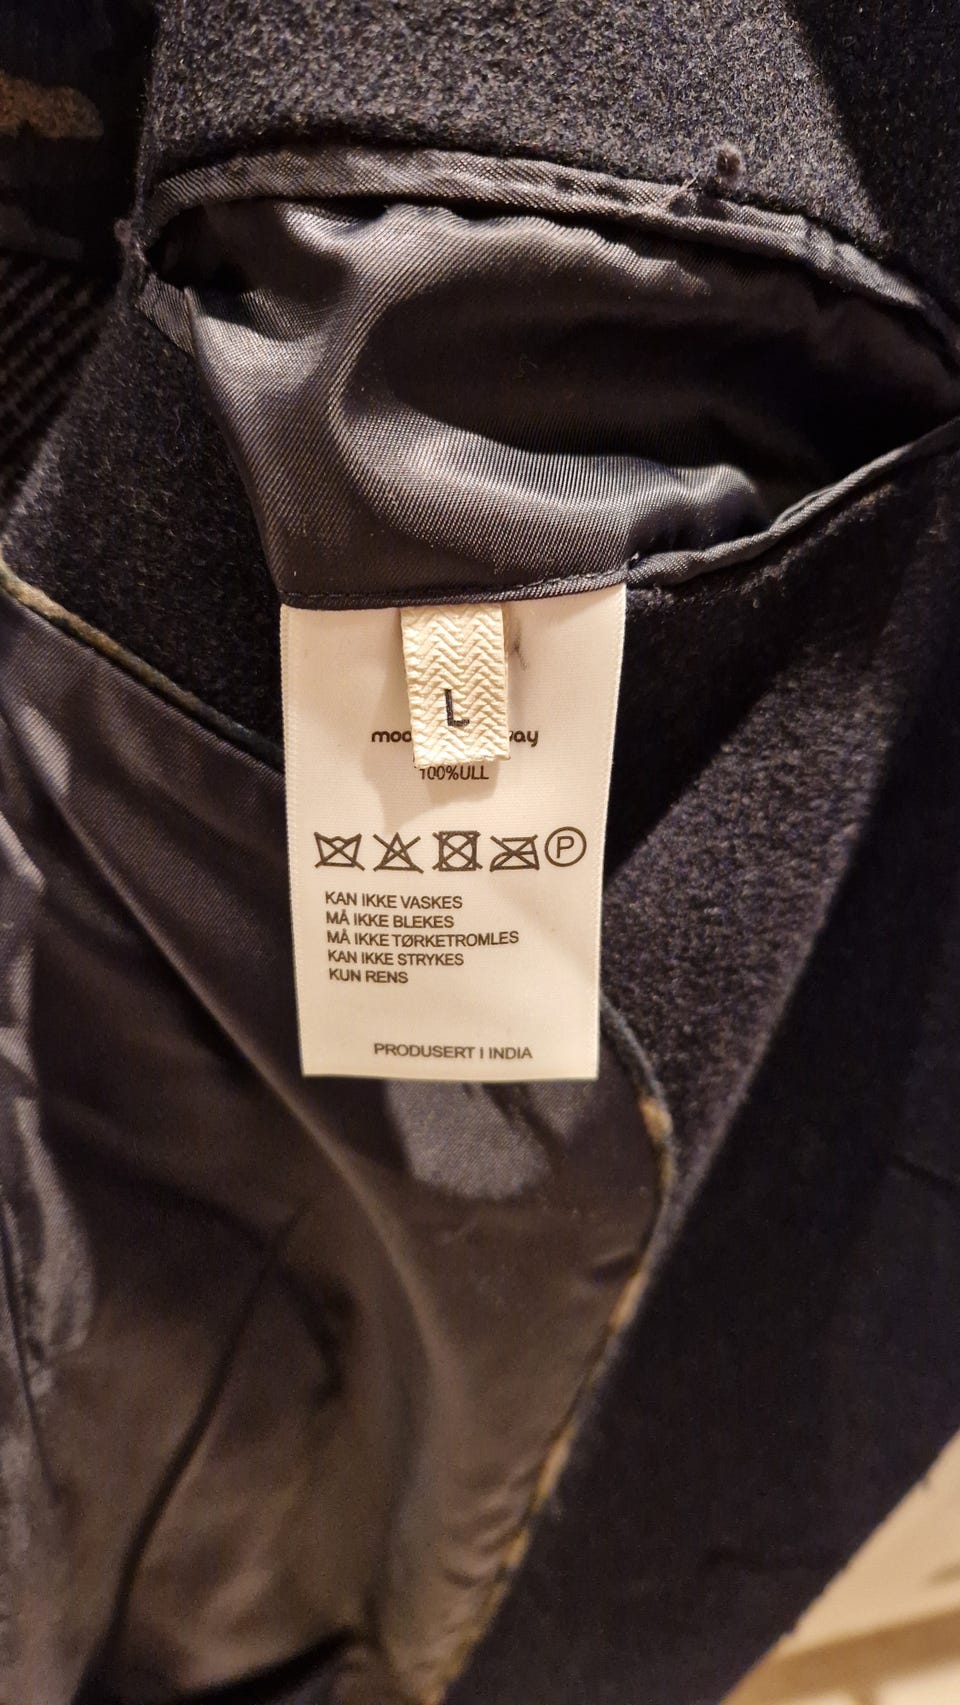 L
100%ULL
P
KAN IKKE VASKES
MÅ IKKE BLEKES
MÅ IKKE TØRKETROMLES
KAN IKKE STRYKES
KUN RENS
PRODUSERT I INDIA